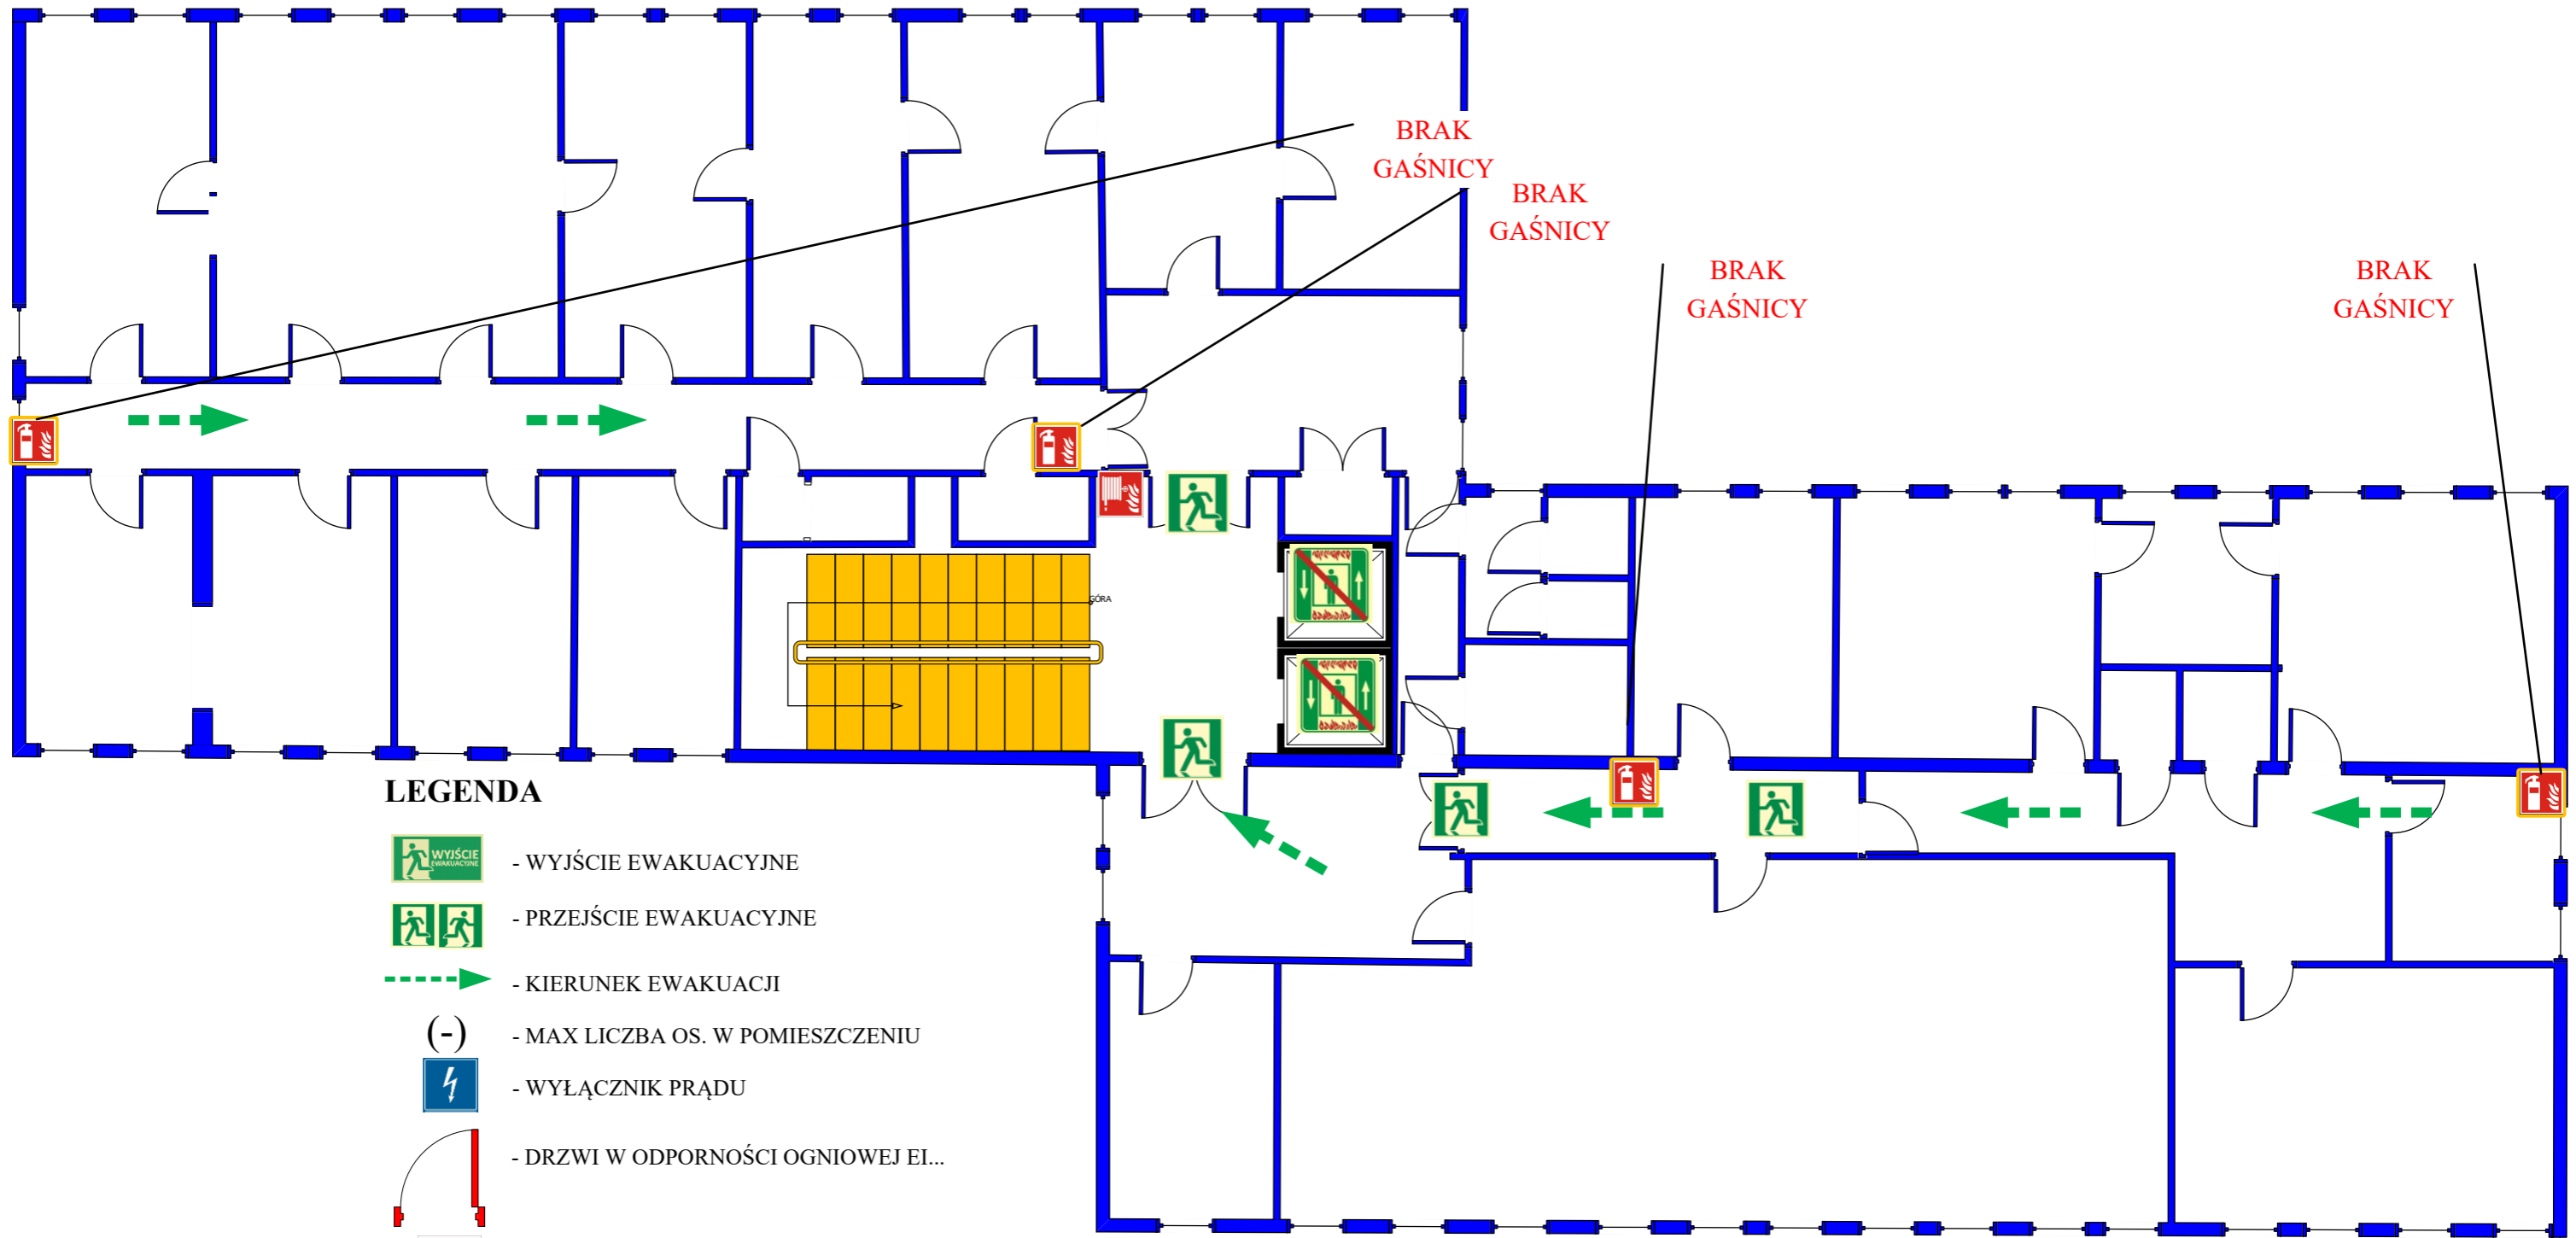 BRAK
GAŚNICY
BRAK
GAŚNICY
BRAK
GAŚNICY
BRAK
GAŚNICY
GÓRA
LEGENDA
WYJŚCIE
EWAKUACYJNE
- WYJŚCIE EWAKUACYJNE
- PRZEJŚCIE EWAKUACYJNE
- KIERUNEK EWAKUACJI
(-)
- MAX LICZBA OS. W POMIESZCZENIU
- WYŁĄCZNIK PRĄDU
- DRZWI W ODPORNOŚCI OGNIOWEJ EI...